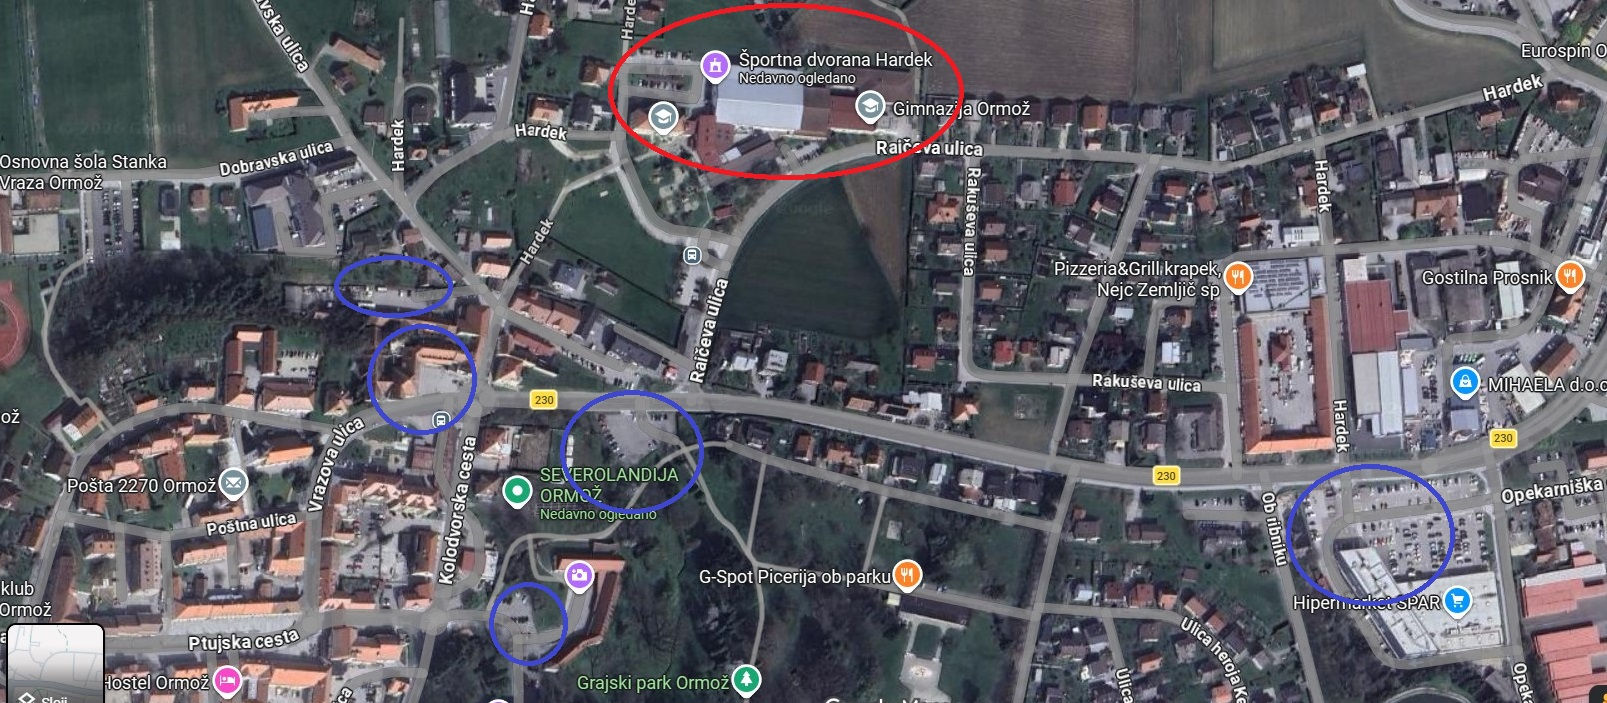 Hardek
Športna dvorana Hardek
Nedavno ogledano
Eurospin O
Gimnazija Ormož
Hardek
Hardek
Hardek
Raičeva ulica
Osnovna šola Stanka
Vraza Ormož
Dobravska ulica
Hardek
Rakuševa ulica
Hardek
Pizzeria&Grill krapek,
Nejc Zemljič sp
Gostilna Prosnik
Raičeva ulica
Rakuševa ulica
MIHAELA d.o.o
230
ož
Hardek
230
230
Vrazova ulica
Kolodvorska cesta
SEVEROLANDIJA
ORMOŽ
Nedavno ogledano
Pošta 2270 Ormož
Poštna ulica
Ob ribniku
Opekarniška
G-Spot Picerija ob parku
klub
Ormož
Hipermarket SPAR
Ptujska cesta
Ulica heroja Ke
Hostel Ormož
Grajski park Ormož
Ulica
Opeka
Sloji